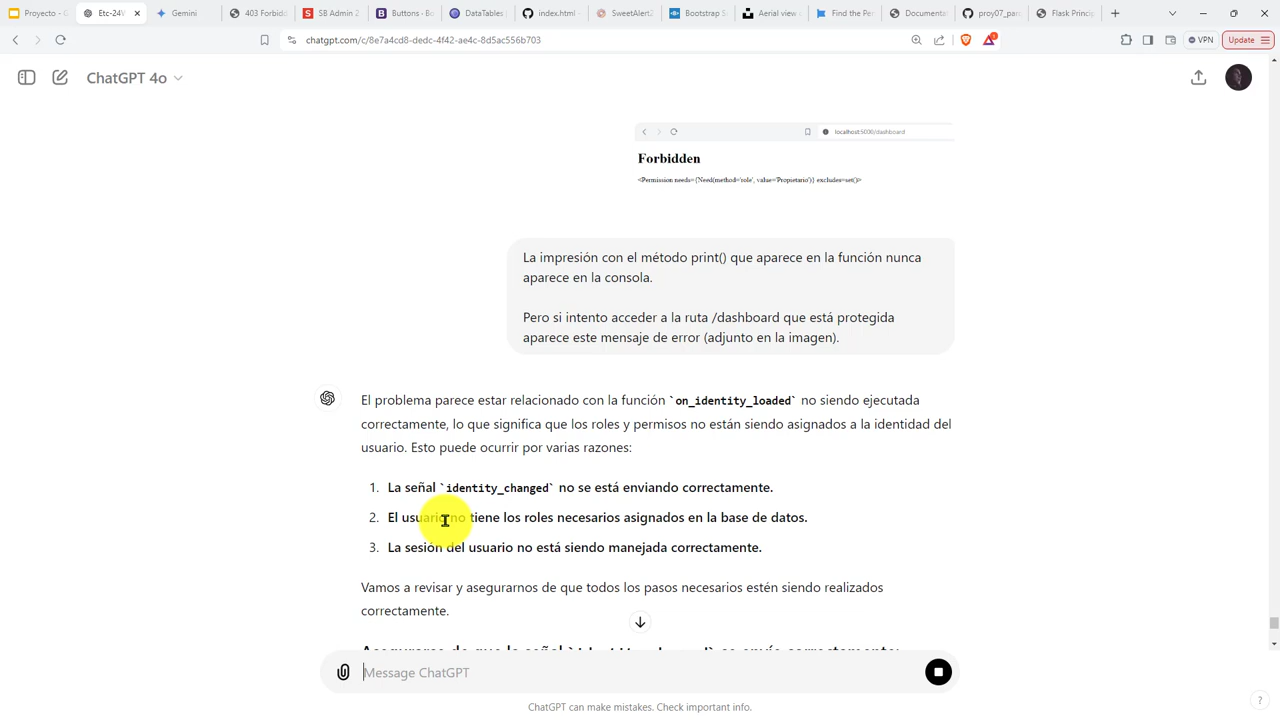 Proyecto - G
Etc-24V
Gemini
403 Forbidd
SB Admin 2
Buttons - Bo
DataTables
index.html -
SweetAlert2
Bootstrap S
Aerial view o
Find the Per
Documenta
proy07_parc
Flask Princip
chatgpt.com/c/8e7a4cd8-dedc-4f42-ae4c-8d5ac556b703
VPN
Update
ChatGPT 4o
localhost:5000/dashboard
Forbidden
<Permission needs={Need(method='role', value='Propietario')} excludes=set()>
La impresión con el método print() que aparece en la función nunca
aparece en la consola.
Pero si intento acceder a la ruta /dashboard que está protegida
aparece este mensaje de error (adjunto en la imagen).
El problema parece estar relacionado con la función `on_identity_loaded` no siendo ejecutada
correctamente, lo que significa que los roles y permisos no están siendo asignados a la identidad del
usuario. Esto puede ocurrir por varias razones:
1. La señal `identity_changed` no se está enviando correctamente.
2. El usuario no tiene los roles necesarios asignados en la base de datos.
3. La sesión del usuario no está siendo manejada correctamente.
Vamos a revisar y asegurarnos de que todos los pasos necesarios estén siendo realizados
correctamente.
Message ChatGPT
ChatGPT can make mistakes. Check important info.
?